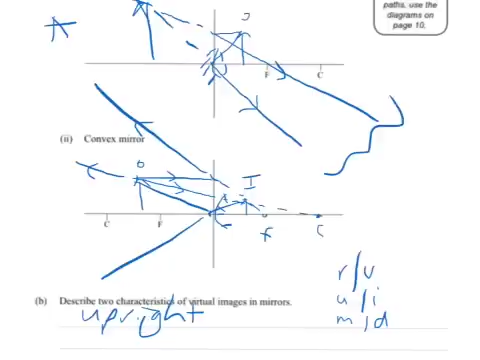 paths, use the
diagrams on
page 10.
F
C
(ii) Convex mirror
O
I
C
F
F
C
r/v
u/i
m/d
(b) Describe two characteristics of virtual images in mirrors.
upright